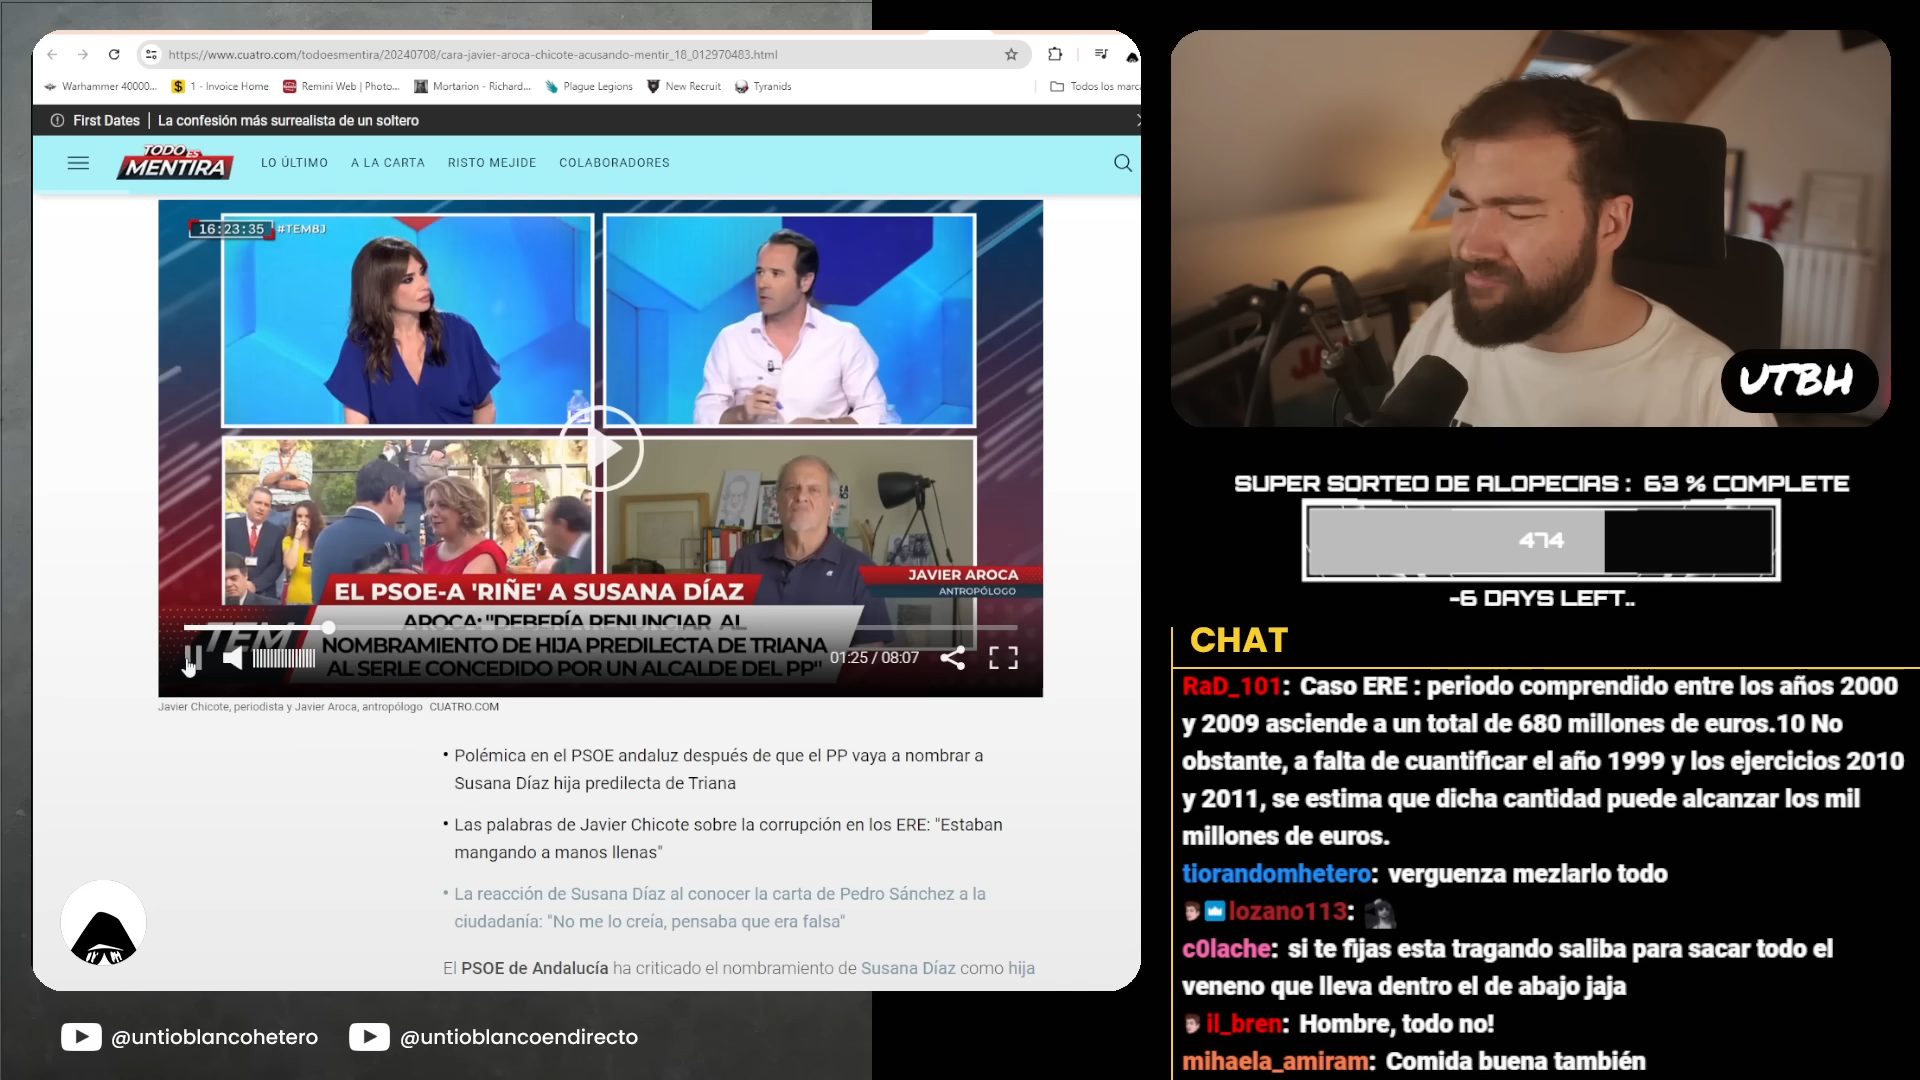 https://www.cuatro.com/todoesmentira/20240708/cara-javier-aroca-chicote-acusando-mentir_18_012970483.html
Warhammer 40000...
1 - Invoice Home
Remini Web | Photo...
Mortarion - Richard...
Plague Legions
New Recruit
Tyranids
Todos los marc
First Dates | La confesión más surrealista de un soltero
TODO ES
MENTIRA
LO ÚLTIMO
A LA CARTA
RISTO MEJIDE
COLABORADORES
16:23:35 #TEM8J
JAVIER AROCA
ANTROPÓLOGO
EL PSOE-A 'RIÑE' A SUSANA DÍAZ
TEM
AROCA: "DEBERÍA RENUNCIAR AL
NOMBRAMIENTO DE HIJA PREDILECTA DE TRIANA
AL SERLE CONCEDIDO POR UN ALCALDE DEL PP"
01:25 / 08:07
Javier Chicote, periodista y Javier Aroca, antropólogo CUATRO.COM
• Polémica en el PSOE andaluz después de que el PP vaya a nombrar a
Susana Díaz hija predilecta de Triana
• Las palabras de Javier Chicote sobre la corrupción en los ERE: "Estaban
mangando a manos llenas"
• La reacción de Susana Díaz al conocer la carta de Pedro Sánchez a la
ciudadanía: "No me lo creía, pensaba que era falsa"
El PSOE de Andalucía ha criticado el nombramiento de Susana Díaz como hija
@untioblancohetero
@untioblancoendirecto
UTBH
SUPER SORTEO DE ALOPECIAS : 63 % COMPLETE
474
-6 DAYS LEFT..
CHAT
RaD_101: Caso ERE : periodo comprendido entre los años 2000
y 2009 asciende a un total de 680 millones de euros.10 No
obstante, a falta de cuantificar el año 1999 y los ejercicios 2010
y 2011, se estima que dicha cantidad puede alcanzar los mil
millones de euros.
tiorandomhetero: verguenza mezlarlo todo
lozano113:
c0lache: si te fijas esta tragando saliba para sacar todo el
veneno que lleva dentro el de abajo jaja
il_bren: Hombre, todo no!
mihaela_amiram: Comida buena también